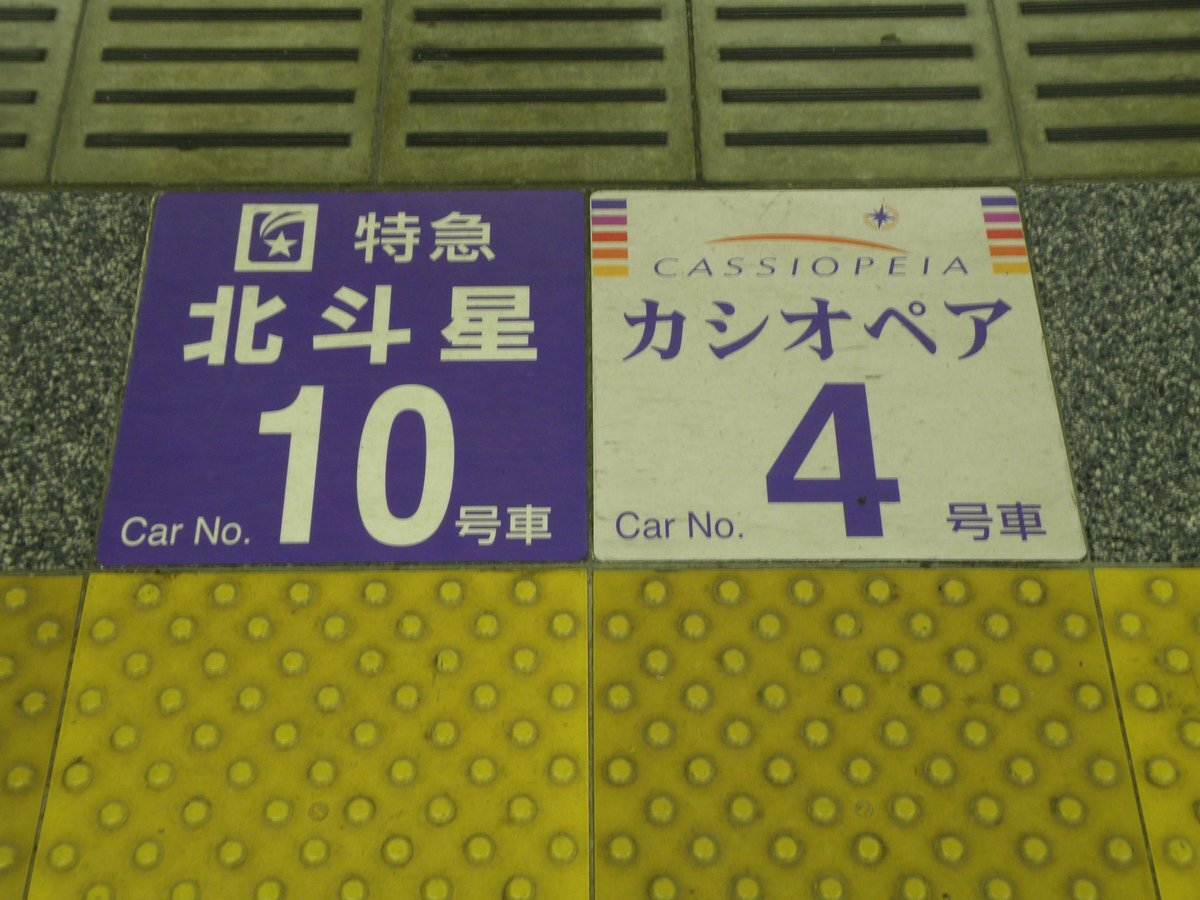 特急
北斗星
Car No. 10 号車
CASSIOPEIA
カシオペア
Car No. 4 号車